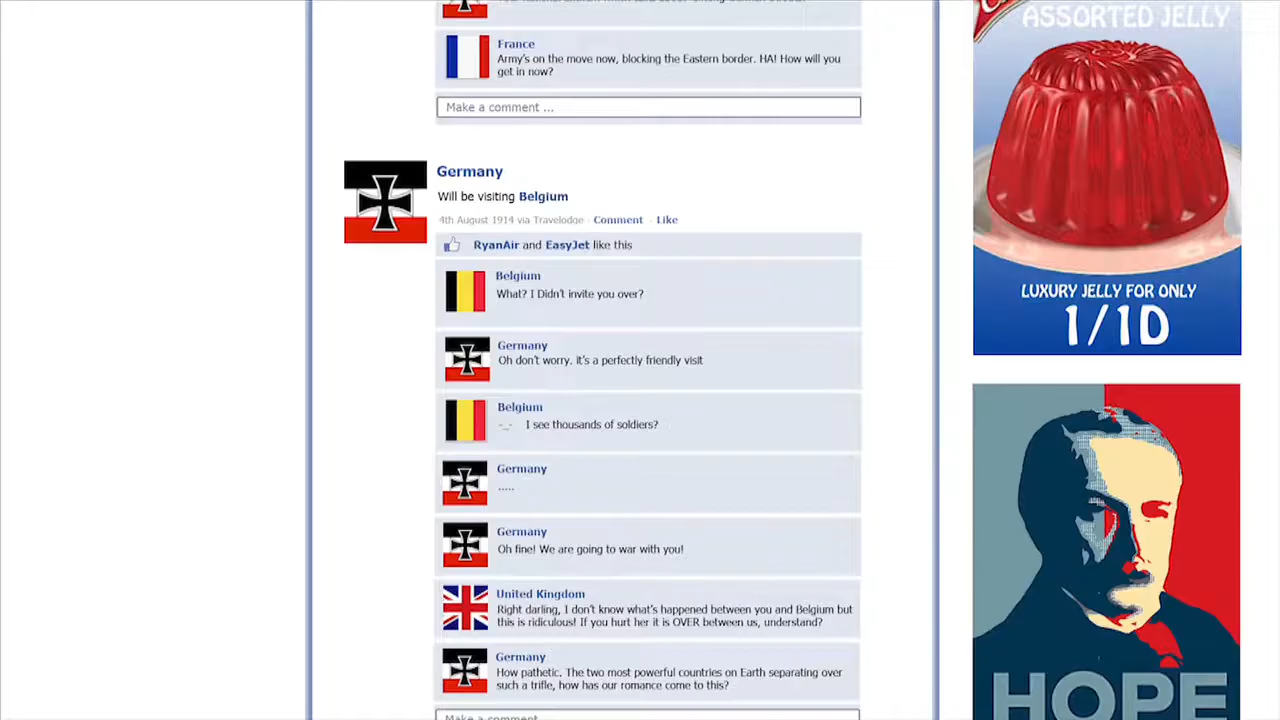 France
Army's on the move now, blocking the Eastern border. HA! How will you
get in now?
Make a comment ...
Germany
Will be visiting Belgium
4th August 1914 via Travelodge · Comment · Like
RyanAir and EasyJet like this
Belgium
What? I Didn't invite you over?
Germany
Oh don't worry. it's a perfectly friendly visit
Belgium
-_- I see thousands of soldiers?
Germany
.....
Germany
Oh fine! We are going to war with you!
United Kingdom
Right darling, I don't know what's happened between you and Belgium but
this is ridiculous! If you hurt her it is OVER between us, understand?
Germany
How pathetic. The two most powerful countries on Earth separating over
such a trifle, how has our romance come to this?
Make a comment
ASSORTED JELLY
LUXURY JELLY FOR ONLY
1/1D
HOPE